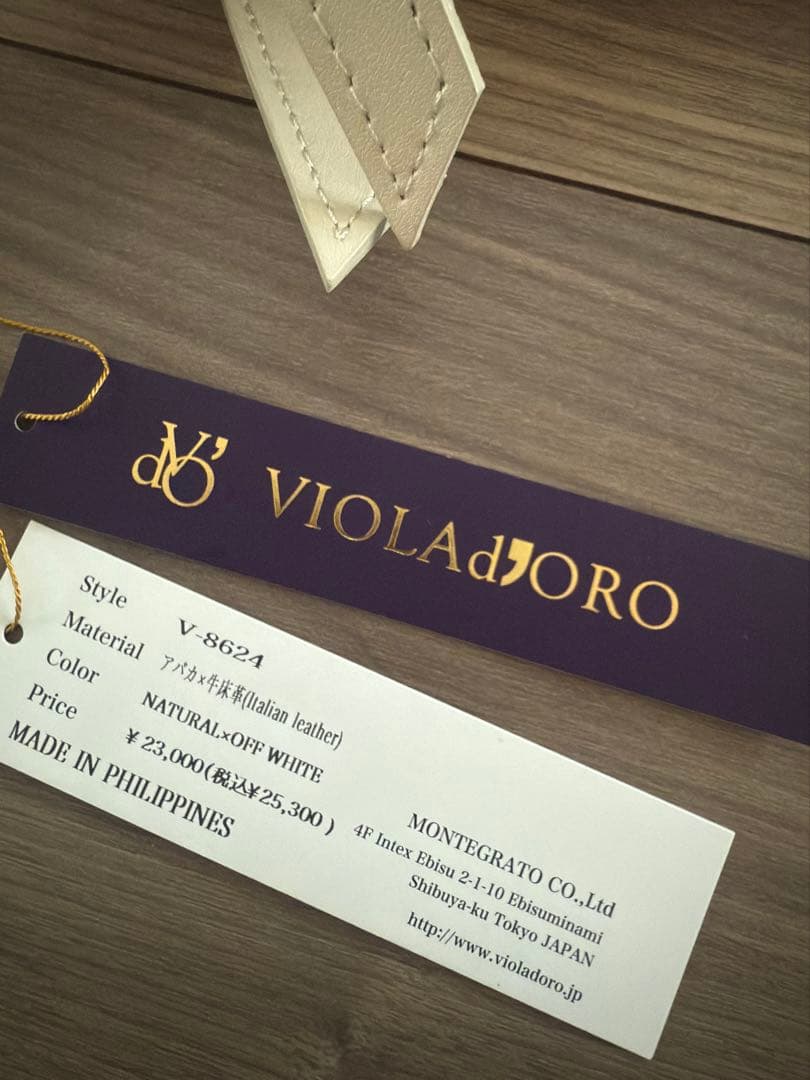 VdO’ VIOLAd’ORO
Style V-8624
Material アバカ×牛床革(Italian leather)
Color NATURAL×OFF WHITE
Price ¥ 23,000(税込¥25,300)
MADE IN PHILIPPINES
MONTEGRATO CO.,Ltd
4F Intex Ebisu 2-1-10 Ebisuminami
Shibuya-ku Tokyo JAPAN
http://www.violadoro.jp